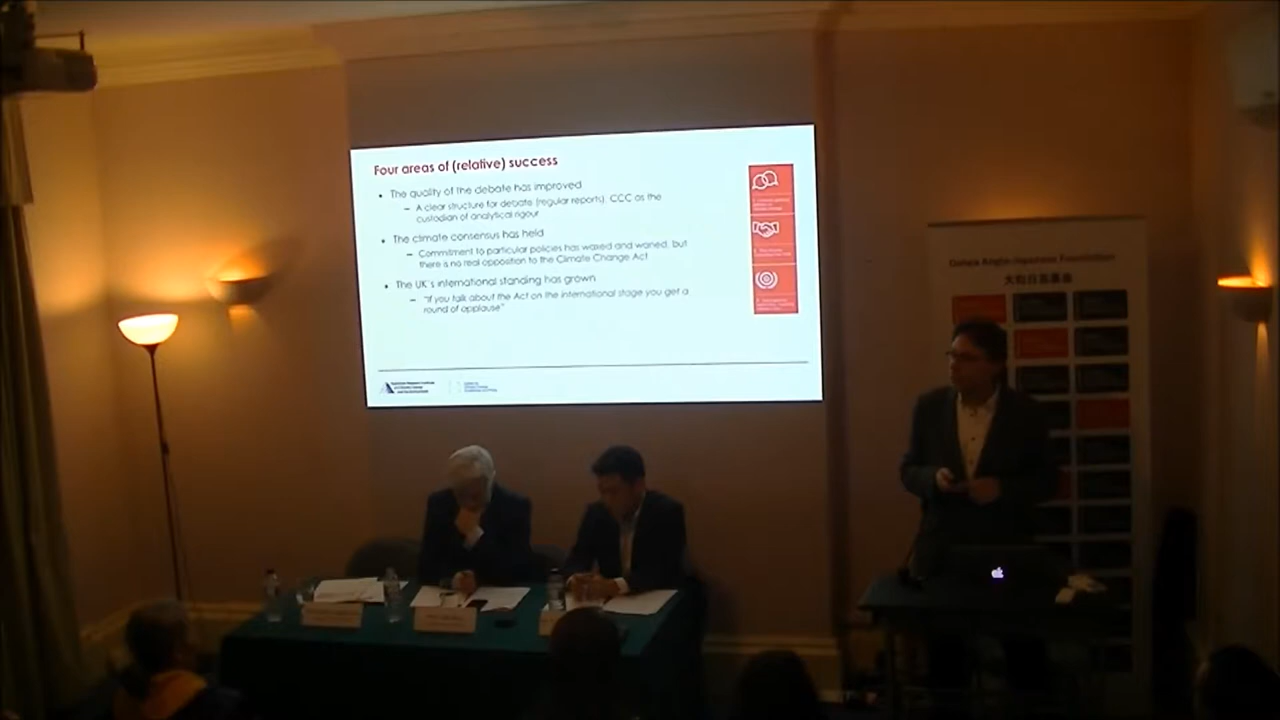 Four areas of (relative) success
• The quality of the debate has improved
– A clear structure for debate (regular reports), CCC as the
custodian of analytical rigour
• The climate consensus has held
– Commitment to particular policies has waxed and waned, but
there is no real opposition to the Climate Change Act
• The UK's international standing has grown
– "If you talk about the Act on the international stage you get a
round of applause"
Daiwa Anglo-Japanese Foundation
大和日英基金